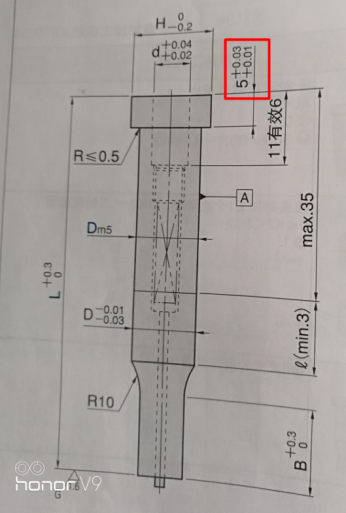 H 0 -0.2
d +0.04 +0.02
5 +0.03 +0.01
11有效6
R≤0.5
A
max.35
Dm5
L +0.3 0
D -0.01 -0.03
ℓ(min.3)
R10
B +0.3 0
honor V9
G